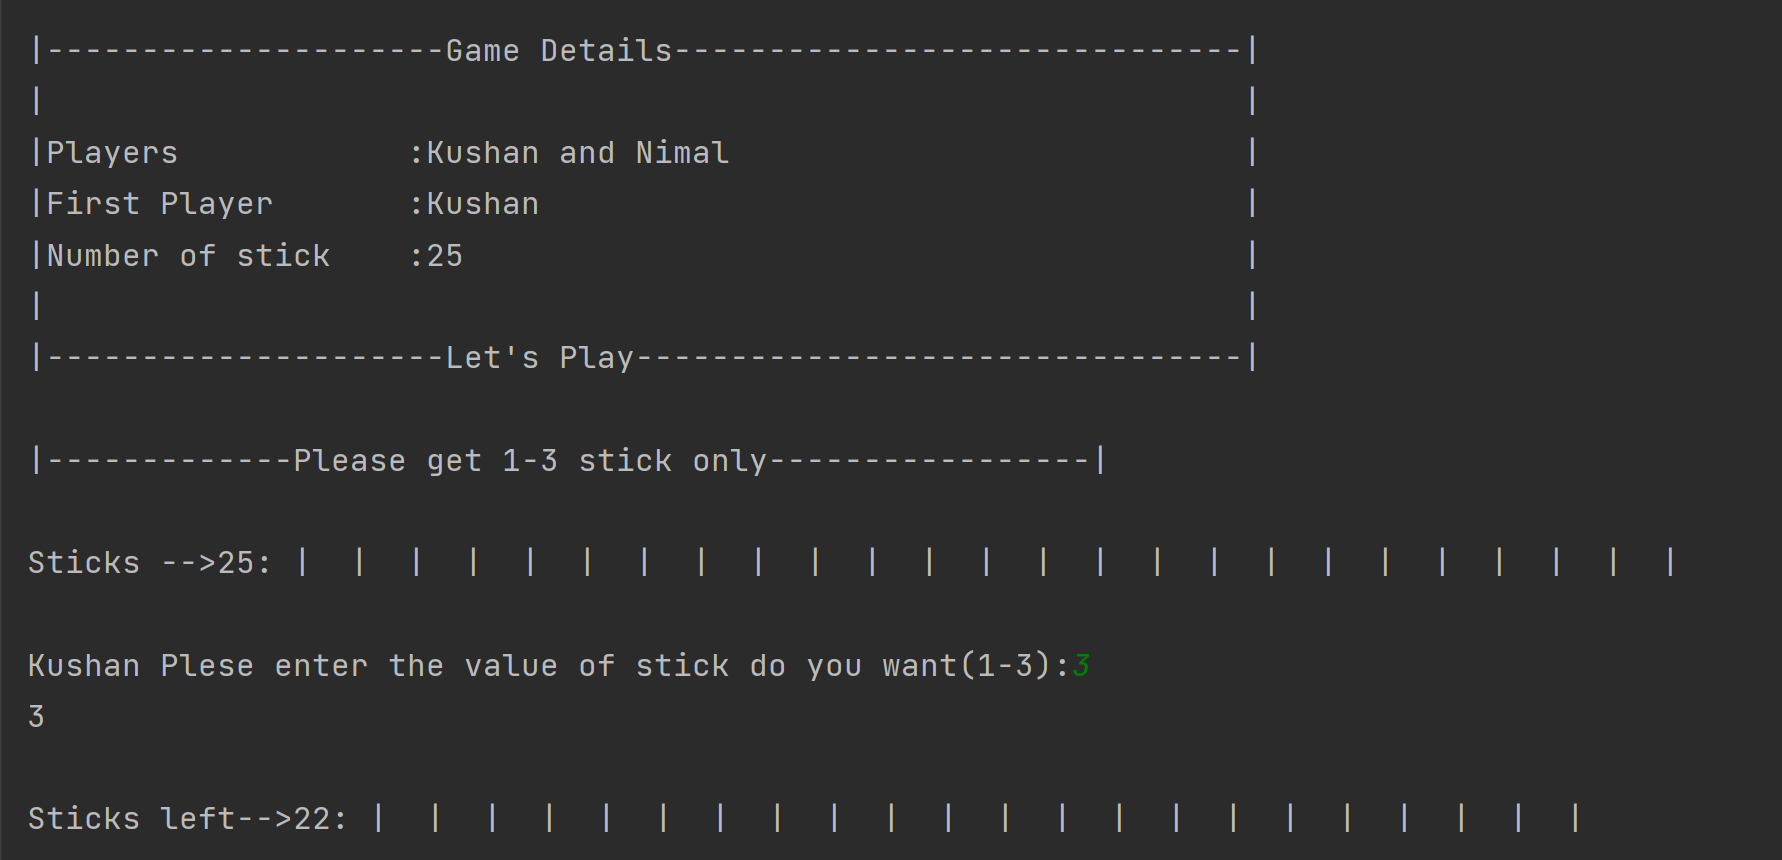 |---------------------Game Details------------------------------|
|                                                               |
|Players            :Kushan and Nimal                           |
|First Player       :Kushan                                     |
|Number of stick    :25                                         |
|                                                               |
|---------------------Let's Play--------------------------------|
|-------------Please get 1-3 stick only-----------------|
Sticks -->25: |  |  |  |  |  |  |  |  |  |  |  |  |  |  |  |  |  |  |  |  |  |  |  |  |
Kushan Plese enter the value of stick do you want(1-3):3
3
Sticks left-->22: |  |  |  |  |  |  |  |  |  |  |  |  |  |  |  |  |  |  |  |  |  |